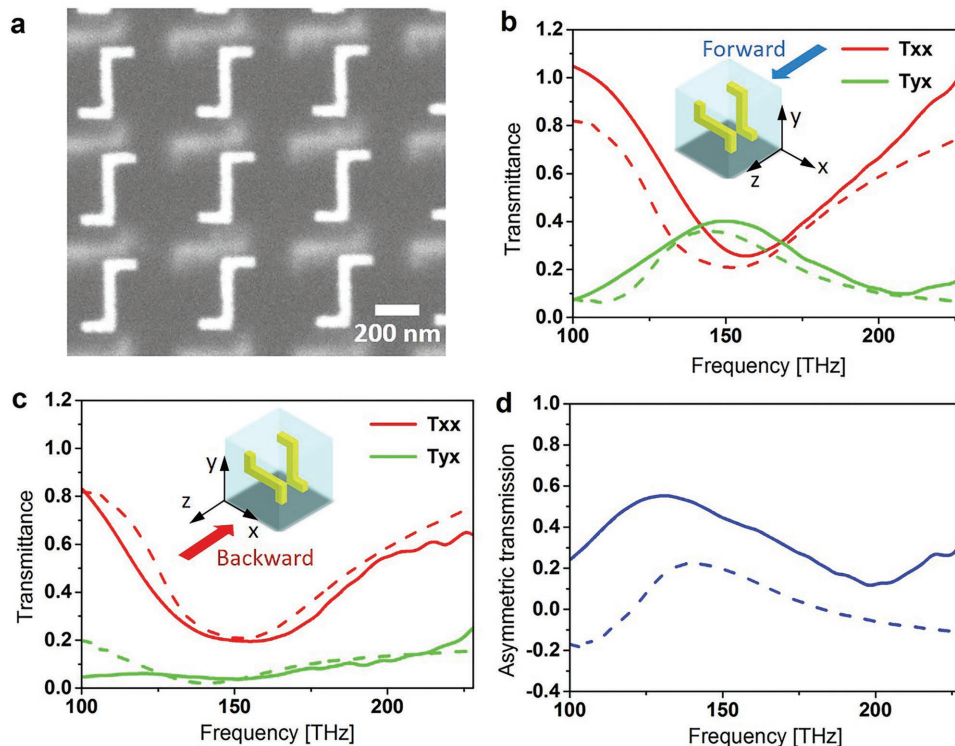 a
200 nm
b
Forward
Txx
Tyx
y
z
x
Transmittance
1.2
1.0
0.8
0.6
0.4
0.2
0.0
100
150
200
Frequency [THz]
c
Txx
Tyx
y
z
x
Backward
Transmittance
1.2
1.0
0.8
0.6
0.4
0.2
0.0
100
150
200
Frequency [THz]
d
Asymmetric transmission
1.0
0.8
0.6
0.4
0.2
0.0
-0.2
-0.4
100
150
200
Frequency [THz]